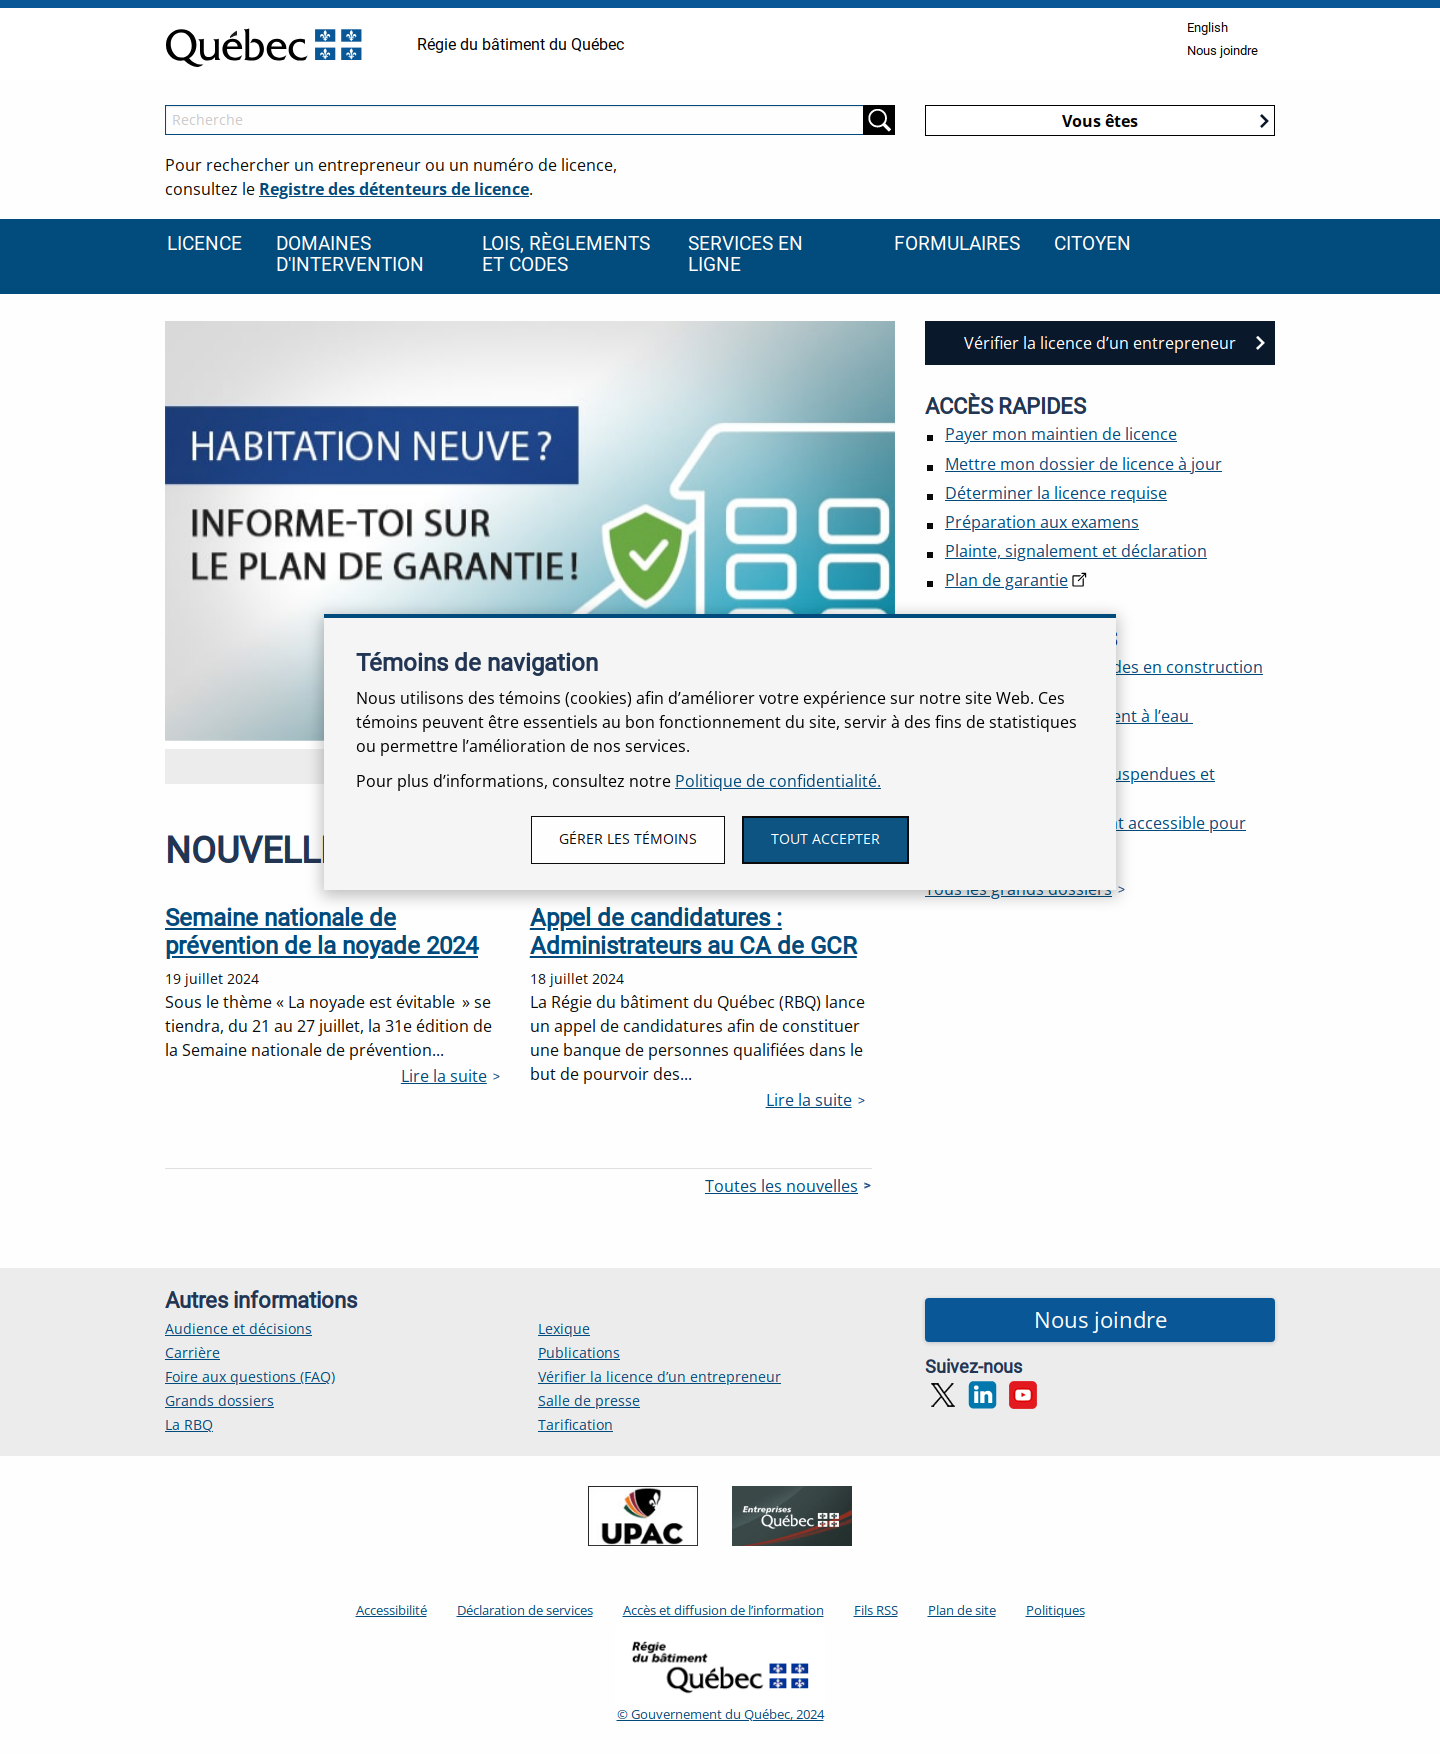 Québec
Régie du bâtiment du Québec
English
Nous joindre
Recherche
Vous êtes
Pour rechercher un entrepreneur ou un numéro de licence,
consultez le Registre des détenteurs de licence.
LICENCE
DOMAINES
D'INTERVENTION
LOIS, RÈGLEMENTS
ET CODES
SERVICES EN
LIGNE
FORMULAIRES
CITOYEN
HABITATION NEUVE ?
INFORME-TOI SUR
LE PLAN DE GARANTIE !
Vérifier la licence d’un entrepreneur
ACCÈS RAPIDES
Payer mon maintien de licence
Mettre mon dossier de licence à jour
Déterminer la licence requise
Préparation aux examens
Plainte, signalement et déclaration
Plan de garantie
des en construction
à l’eau
et
accessible pour
Tous les grands dossiers >
Témoins de navigation
Nous utilisons des témoins (cookies) afin d’améliorer votre expérience sur notre site Web. Ces
témoins peuvent être essentiels au bon fonctionnement du site, servir à des fins de statistiques
ou permettre l’amélioration de nos services.
Pour plus d’informations, consultez notre Politique de confidentialité.
GÉRER LES TÉMOINS
TOUT ACCEPTER
Semaine nationale de
prévention de la noyade 2024
19 juillet 2024
Sous le thème « La noyade est évitable » se
tiendra, du 21 au 27 juillet, la 31e édition de
la Semaine nationale de prévention...
Lire la suite >
Appel de candidatures :
Administrateurs au CA de GCR
18 juillet 2024
La Régie du bâtiment du Québec (RBQ) lance
un appel de candidatures afin de constituer
une banque de personnes qualifiées dans le
but de pourvoir des...
Lire la suite >
Toutes les nouvelles >
Autres informations
Audience et décisions
Carrière
Foire aux questions (FAQ)
Grands dossiers
La RBQ
Lexique
Publications
Vérifier la licence d’un entrepreneur
Salle de presse
Tarification
Nous joindre
Suivez-nous
UPAC
Entreprises
Québec
Accessibilité
Déclaration de services
Accès et diffusion de l’information
Fils RSS
Plan de site
Politiques
Régie
du bâtiment
Québec
© Gouvernement du Québec, 2024